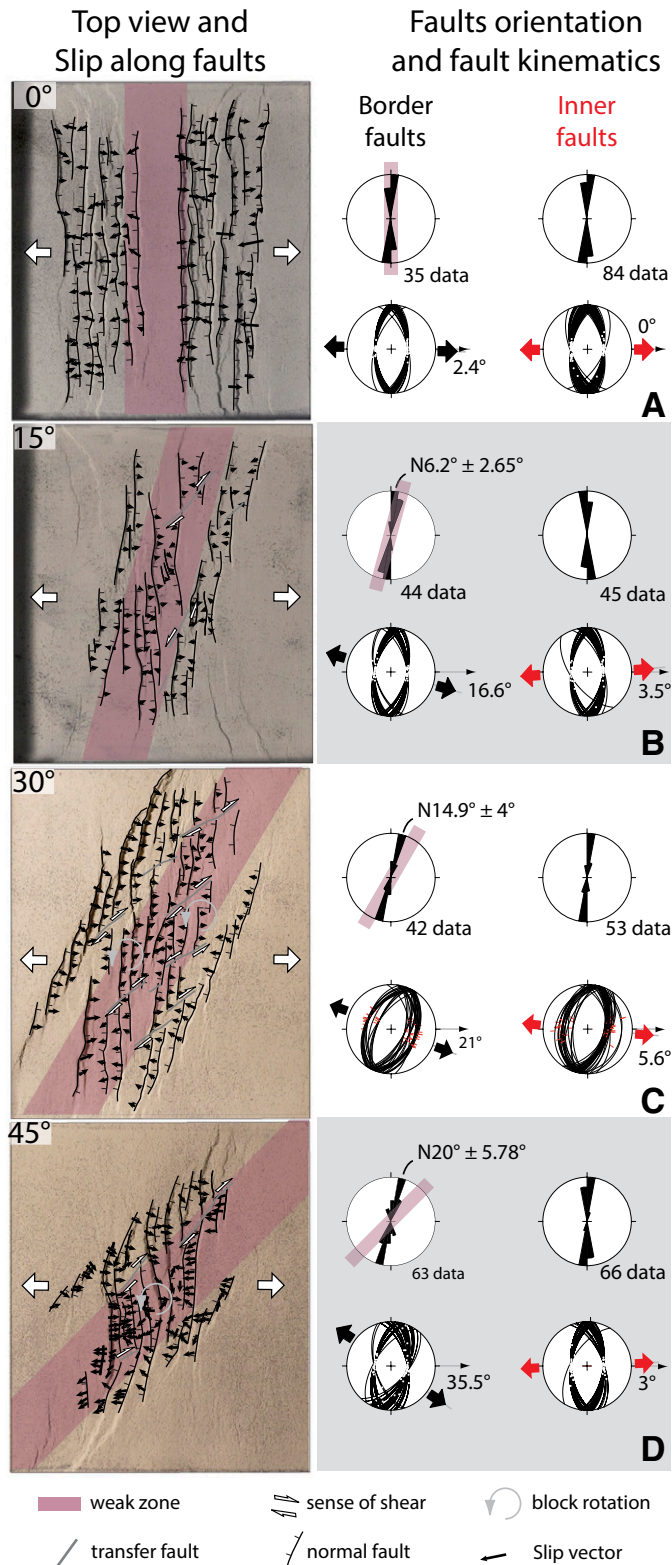 Top view and
Slip along faults
Faults orientation
and fault kinematics
Border
faults
Inner
faults
0°
35 data
84 data
2.4°
0°
A
15°
N6.2° ± 2.65°
44 data
45 data
16.6°
3.5°
B
30°
N14.9° ± 4°
42 data
53 data
21°
5.6°
C
45°
N20° ± 5.78°
63 data
66 data
35.5°
3°
D
weak zone
sense of shear
block rotation
transfer fault
normal fault
Slip vector